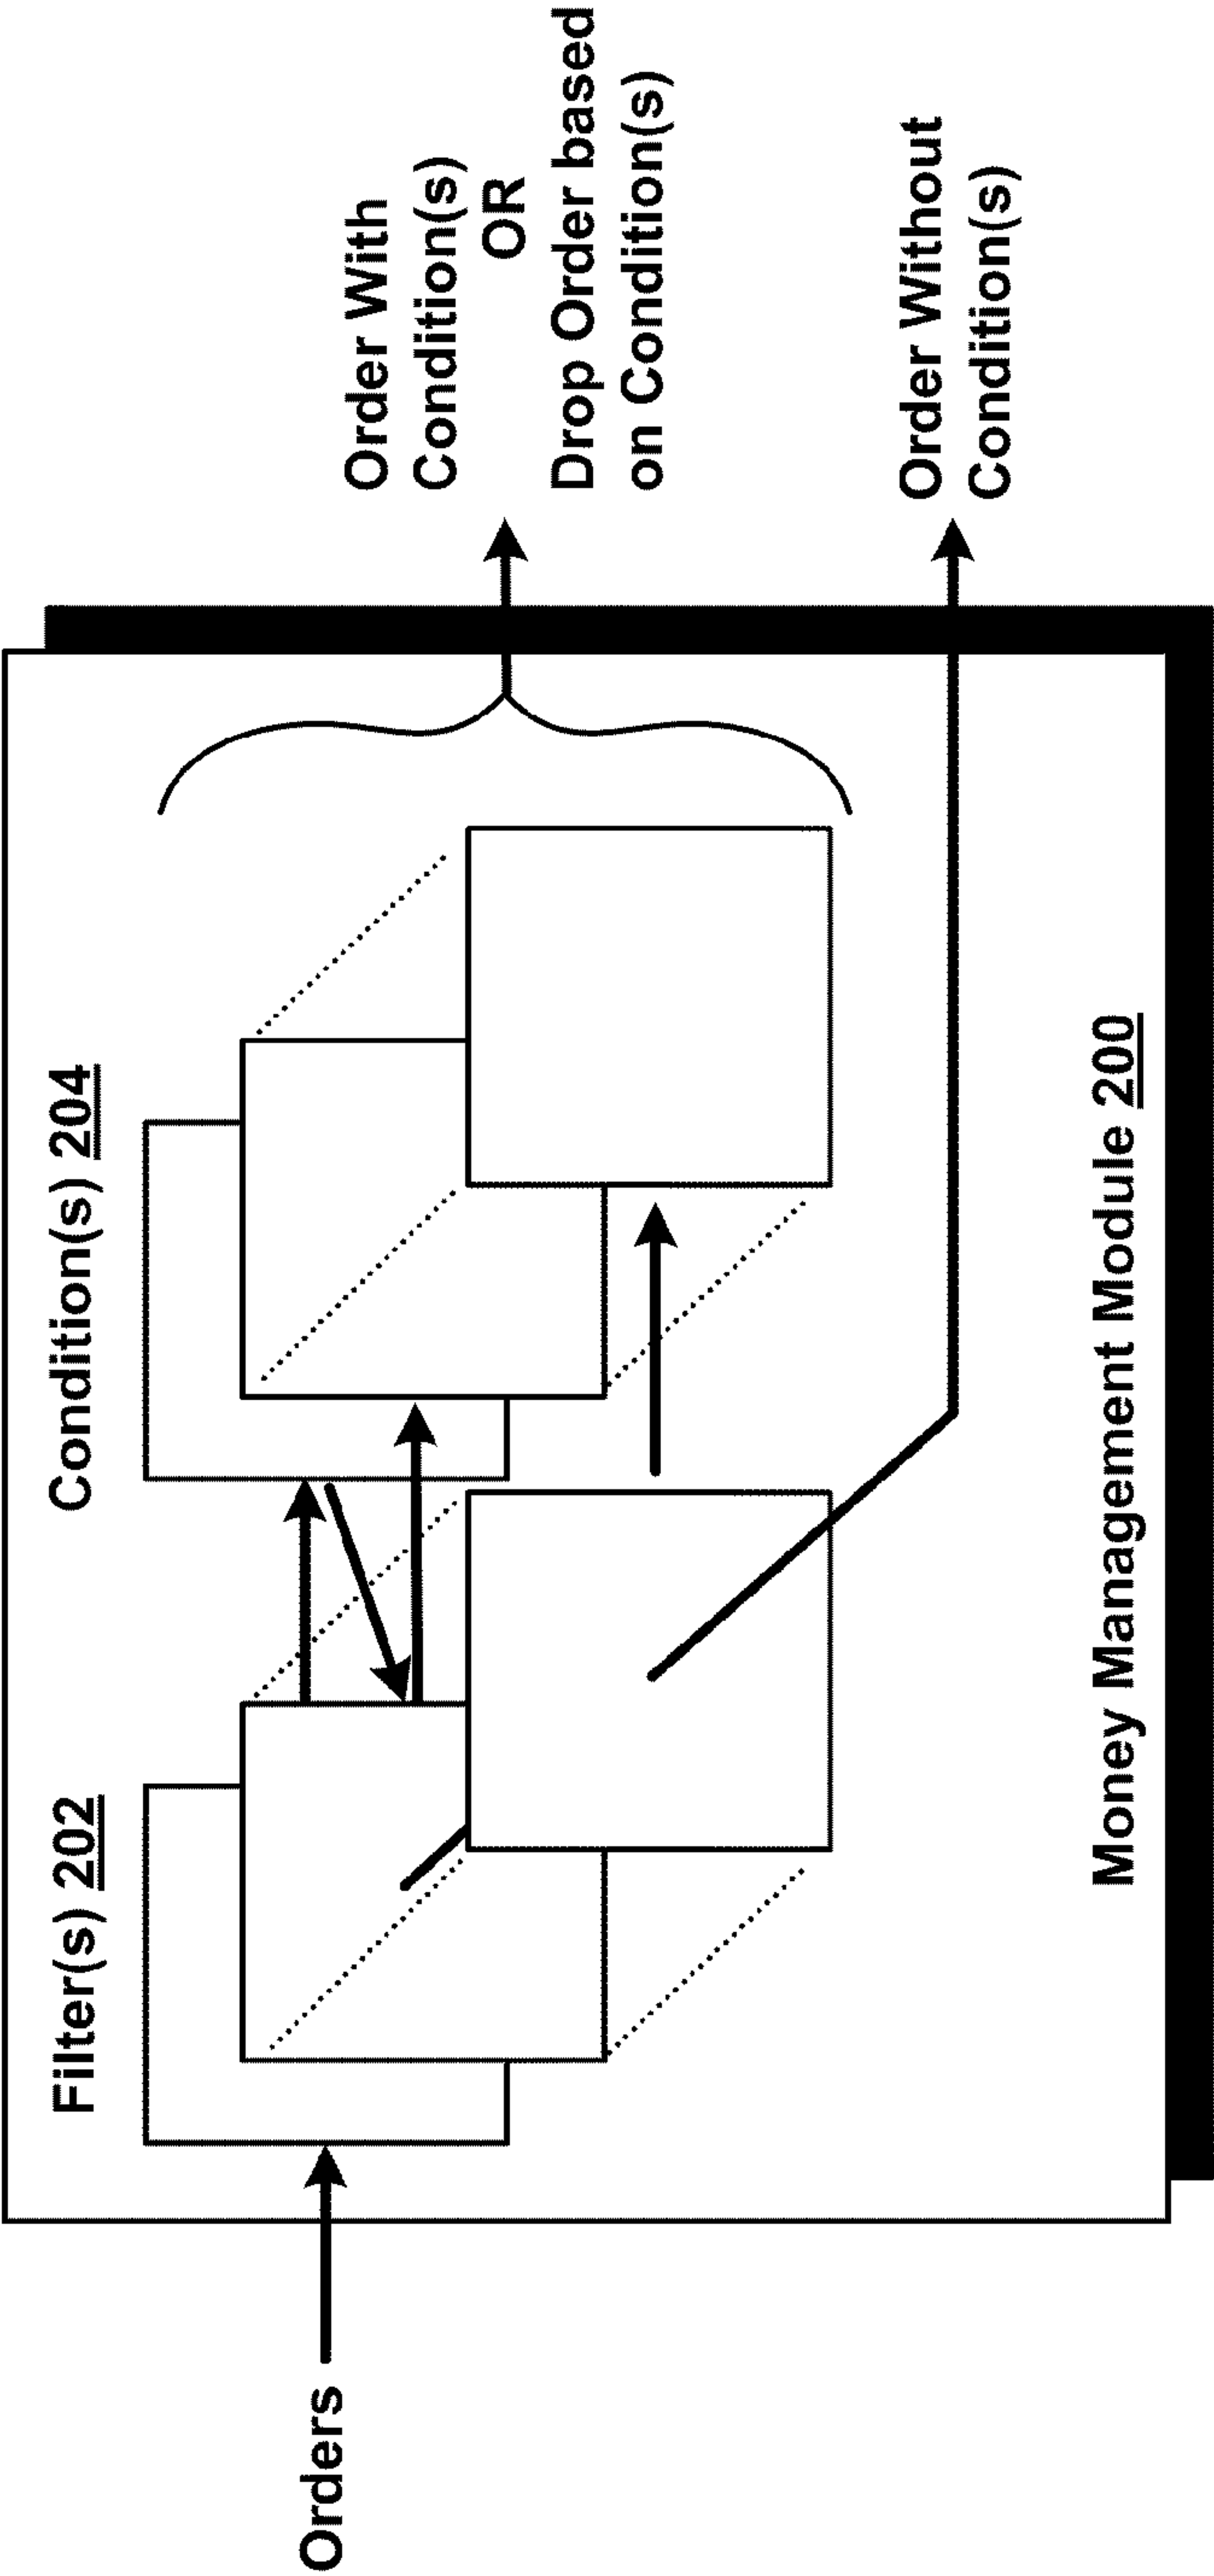 Orders
Filter(s) 202
Condition(s) 204
Order With
Condition(s)
OR
Drop Order based
on Condition(s)
Order Without
Condition(s)
Money Management Module 200